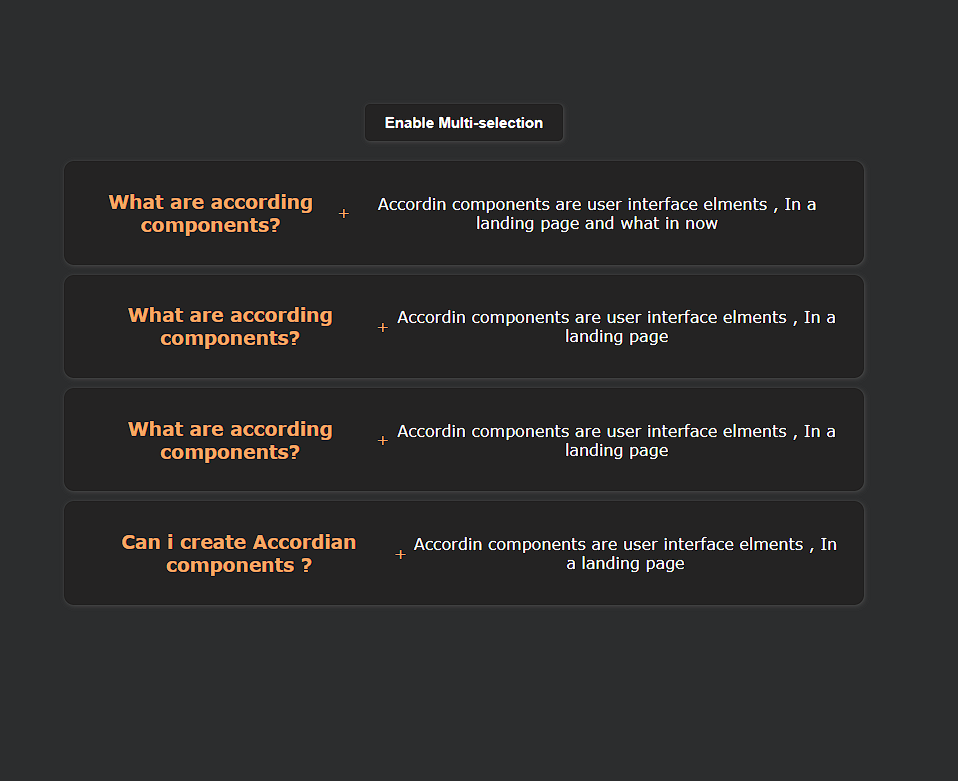 Enable Multi-selection
What are according
components?
+
Accordin components are user interface elments , In a
landing page and what in now
What are according
components?
+
Accordin components are user interface elments , In a
landing page
What are according
components?
+
Accordin components are user interface elments , In a
landing page
Can i create Accordian
components ?
+
Accordin components are user interface elments , In
a landing page